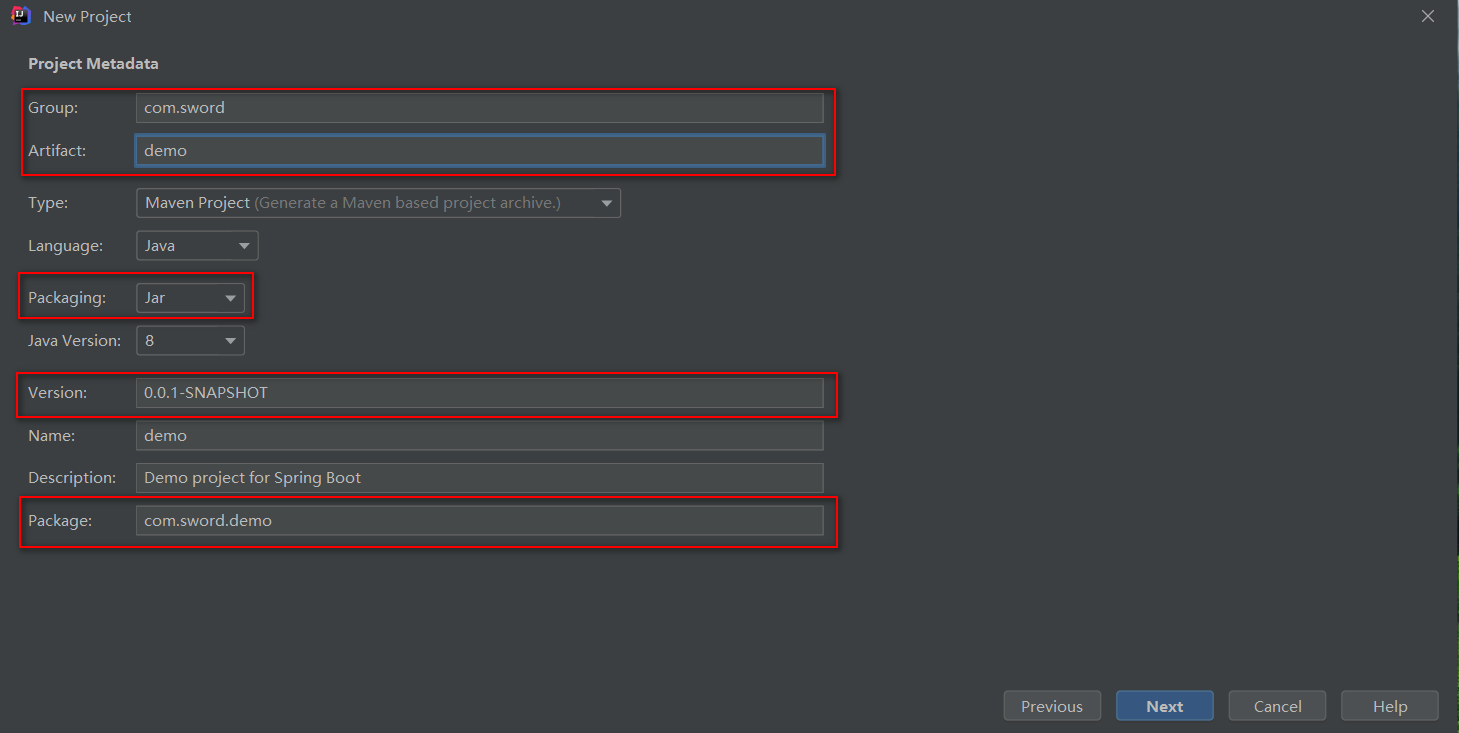 New Project
Project Metadata
Group: com.sword
Artifact: demo
Type: Maven Project (Generate a Maven based project archive.)
Language: Java
Packaging: Jar
Java Version: 8
Version: 0.0.1-SNAPSHOT
Name: demo
Description: Demo project for Spring Boot
Package: com.sword.demo
Previous Next Cancel Help